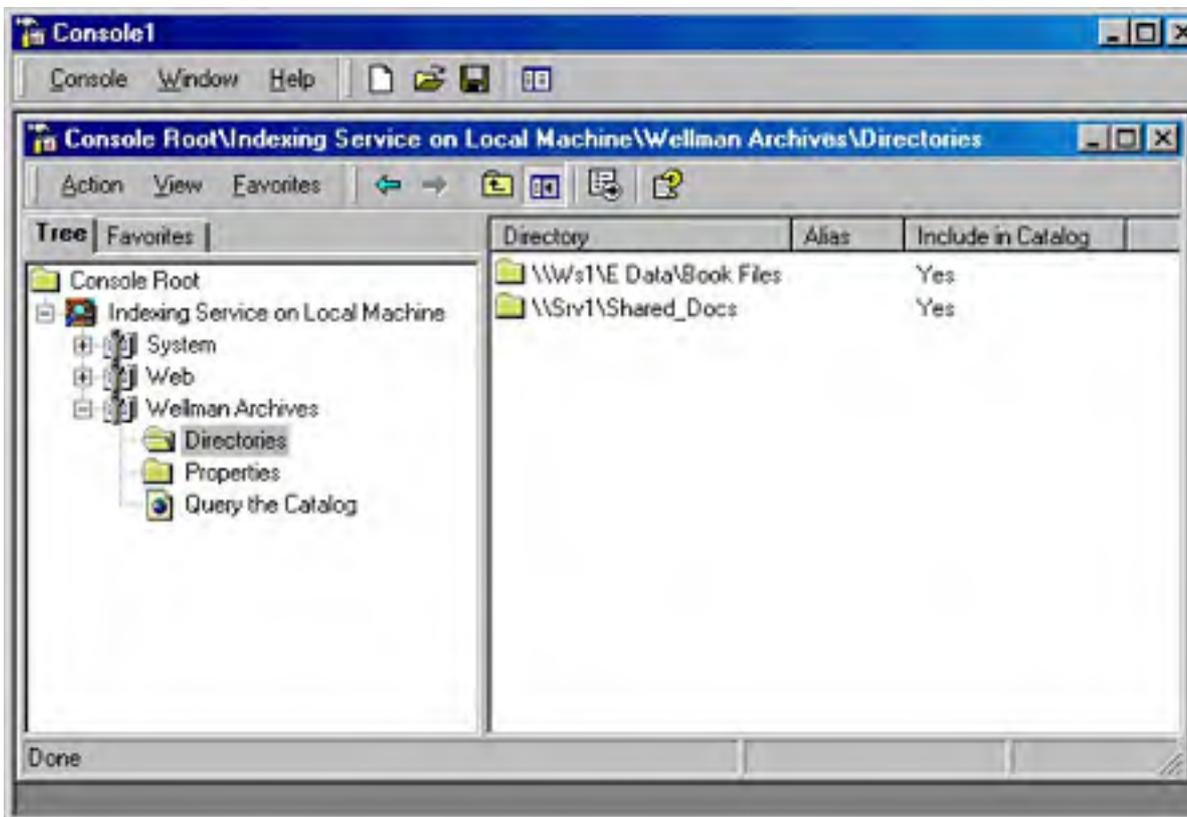 Console1
Console Window Help
Console Root\Indexing Service on Local Machine\Wellman Archives\Directories
Action View Favorites
Tree Favorites
Console Root
Indexing Service on Local Machine
System
Web
Wellman Archives
Directories
Properties
Query the Catalog
Directory Alias Include in Catalog
\\Ws1\E Data\Book Files Yes
\\Srv1\Shared_Docs Yes
Done